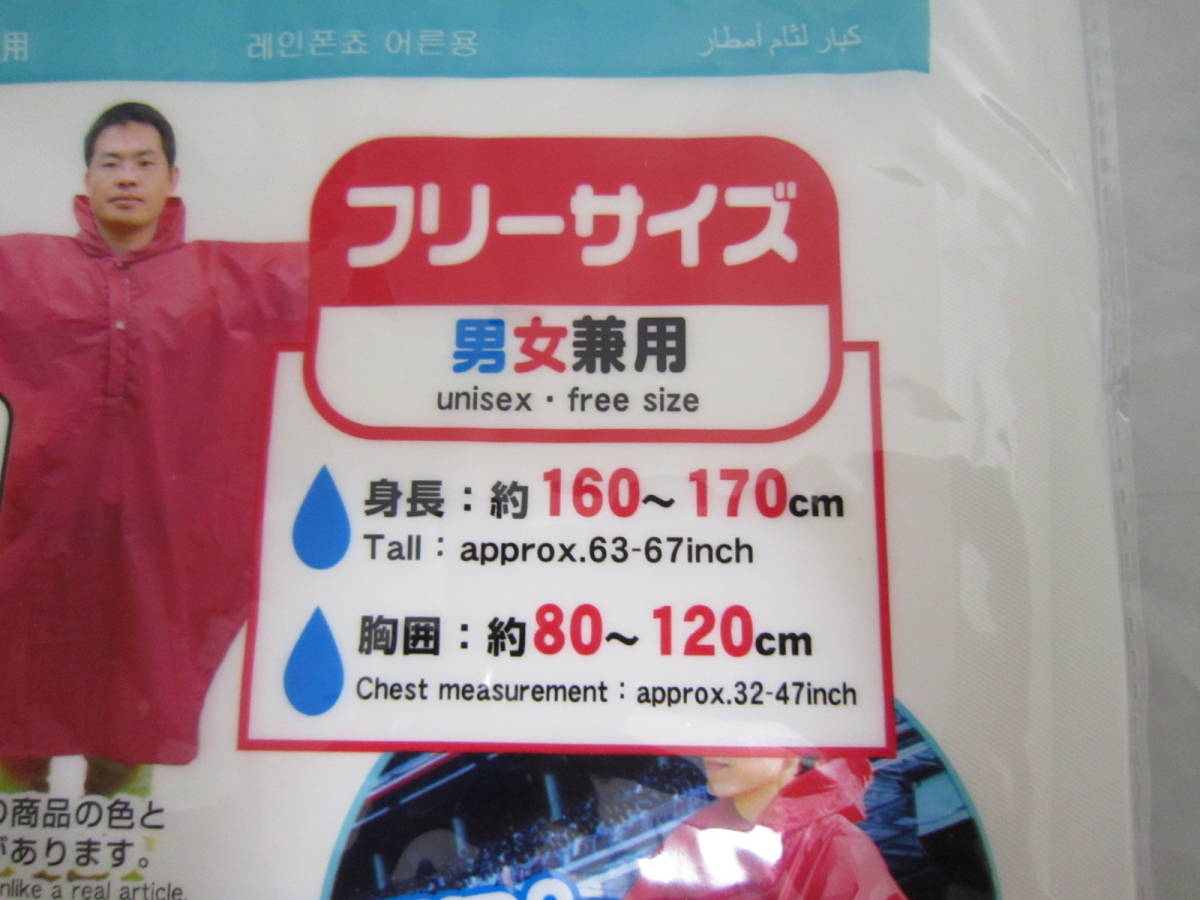 用
레인폰쵸 어른용
كبار لثام أمطار
フリーサイズ
男女兼用
unisex・free size
身長：約160～170cm
Tall：approx.63-67inch
胸囲：約80～120cm
Chest measurement：approx.32-47inch
の商品の色と
があります。
nlike a real article.